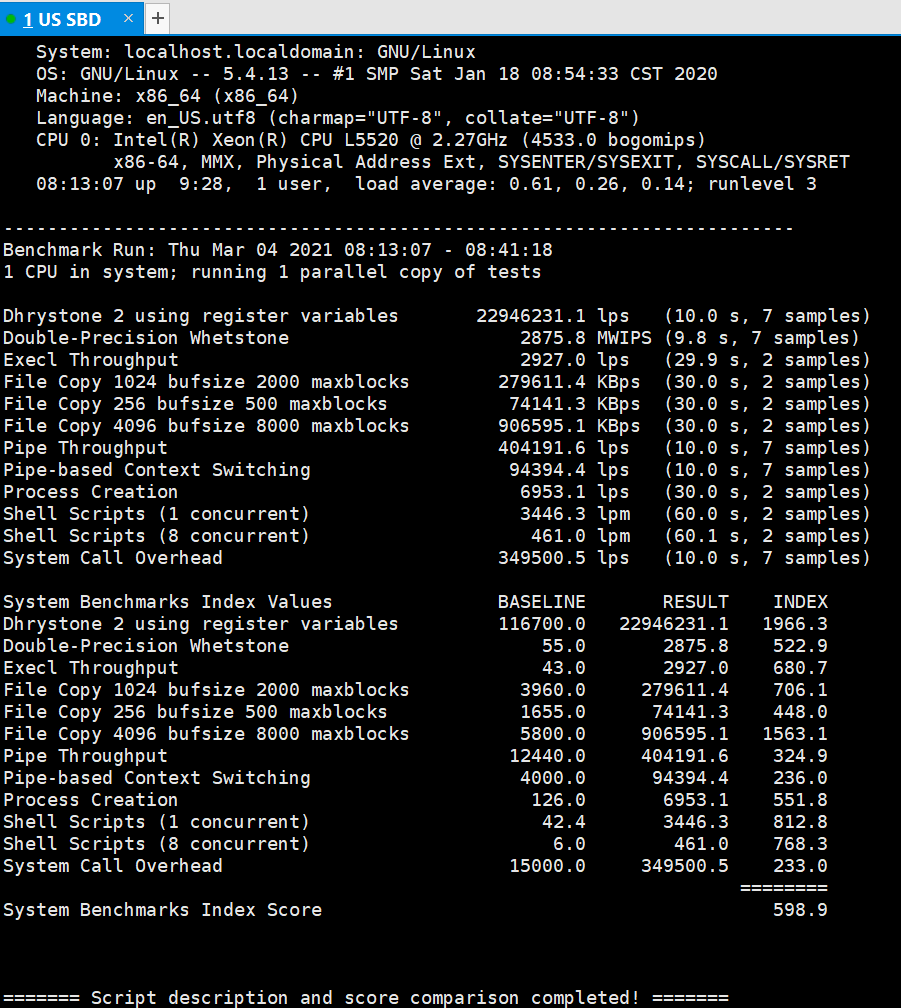 1 US SBD × +
System: localhost.localdomain: GNU/Linux
OS: GNU/Linux -- 5.4.13 -- #1 SMP Sat Jan 18 08:54:33 CST 2020
Machine: x86_64 (x86_64)
Language: en_US.utf8 (charmap="UTF-8", collate="UTF-8")
CPU 0: Intel(R) Xeon(R) CPU L5520 @ 2.27GHz (4533.0 bogomips)
x86-64, MMX, Physical Address Ext, SYSENTER/SYSEXIT, SYSCALL/SYSRET
08:13:07 up  9:28,  1 user,  load average: 0.61, 0.26, 0.14; runlevel 3
------------------------------------------------------------------------
Benchmark Run: Thu Mar 04 2021 08:13:07 - 08:41:18
1 CPU in system; running 1 parallel copy of tests
Dhrystone 2 using register variables       22946231.1 lps   (10.0 s, 7 samples)
Double-Precision Whetstone                     2875.8 MWIPS (9.8 s, 7 samples)
Execl Throughput                               2927.0 lps   (29.9 s, 2 samples)
File Copy 1024 bufsize 2000 maxblocks        279611.4 KBps  (30.0 s, 2 samples)
File Copy 256 bufsize 500 maxblocks           74141.3 KBps  (30.0 s, 2 samples)
File Copy 4096 bufsize 8000 maxblocks        906595.1 KBps  (30.0 s, 2 samples)
Pipe Throughput                              404191.6 lps   (10.0 s, 7 samples)
Pipe-based Context Switching                  94394.4 lps   (10.0 s, 7 samples)
Process Creation                               6953.1 lps   (30.0 s, 2 samples)
Shell Scripts (1 concurrent)                   3446.3 lpm   (60.0 s, 2 samples)
Shell Scripts (8 concurrent)                    461.0 lpm   (60.1 s, 2 samples)
System Call Overhead                         349500.5 lps   (10.0 s, 7 samples)
System Benchmarks Index Values               BASELINE       RESULT    INDEX
Dhrystone 2 using register variables         116700.0   22946231.1   1966.3
Double-Precision Whetstone                       55.0       2875.8    522.9
Execl Throughput                                 43.0       2927.0    680.7
File Copy 1024 bufsize 2000 maxblocks          3960.0     279611.4    706.1
File Copy 256 bufsize 500 maxblocks            1655.0      74141.3    448.0
File Copy 4096 bufsize 8000 maxblocks          5800.0     906595.1   1563.1
Pipe Throughput                               12440.0     404191.6    324.9
Pipe-based Context Switching                   4000.0      94394.4    236.0
Process Creation                                126.0       6953.1    551.8
Shell Scripts (1 concurrent)                     42.4       3446.3    812.8
Shell Scripts (8 concurrent)                      6.0        461.0    768.3
System Call Overhead                          15000.0     349500.5    233.0
========
System Benchmarks Index Score                                         598.9
======= Script description and score comparison completed! =======